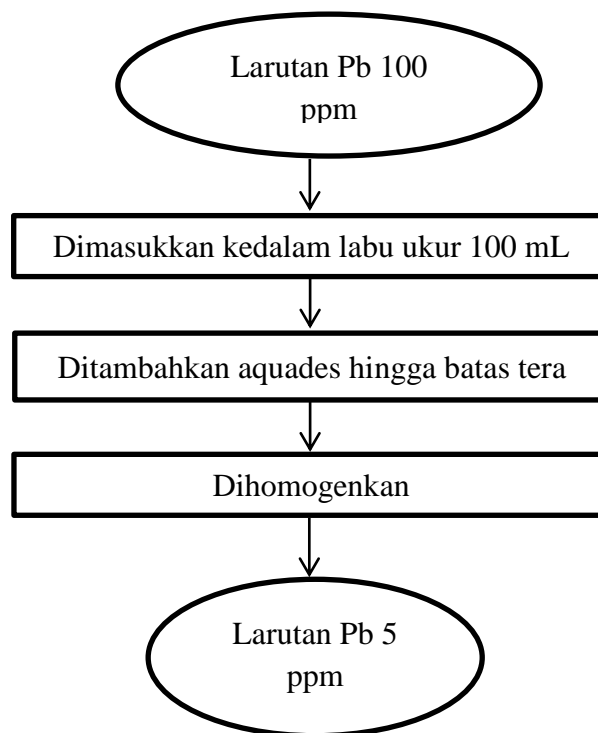 Larutan Pb 100
ppm
Dimasukkan kedalam labu ukur 100 mL
Ditambahkan aquades hingga batas tera
Dihomogenkan
Larutan Pb 5
ppm